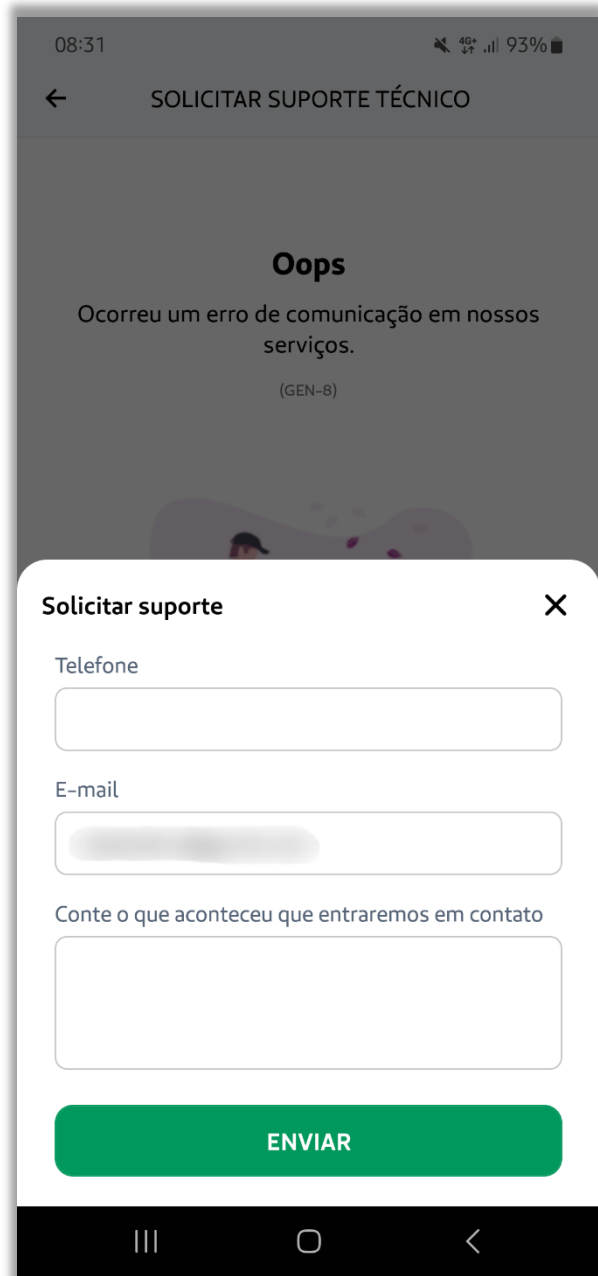 08:31
4G+ 93%
SOLICITAR SUPORTE TÉCNICO
Oops
Ocorreu um erro de comunicação em nossos
serviços.
(GEN-8)
Solicitar suporte
Telefone
E-mail
Conte o que aconteceu que entraremos em contato
ENVIAR